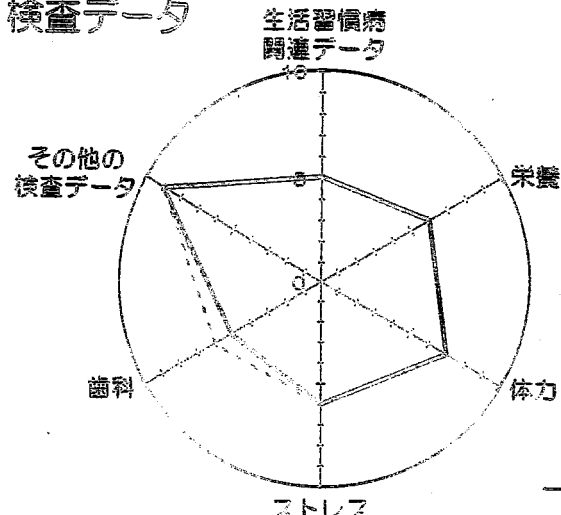 検査データ
生活習慣病
関連データ
10
その他の
検査データ
5
栄養
0
歯科
体力
ストレス